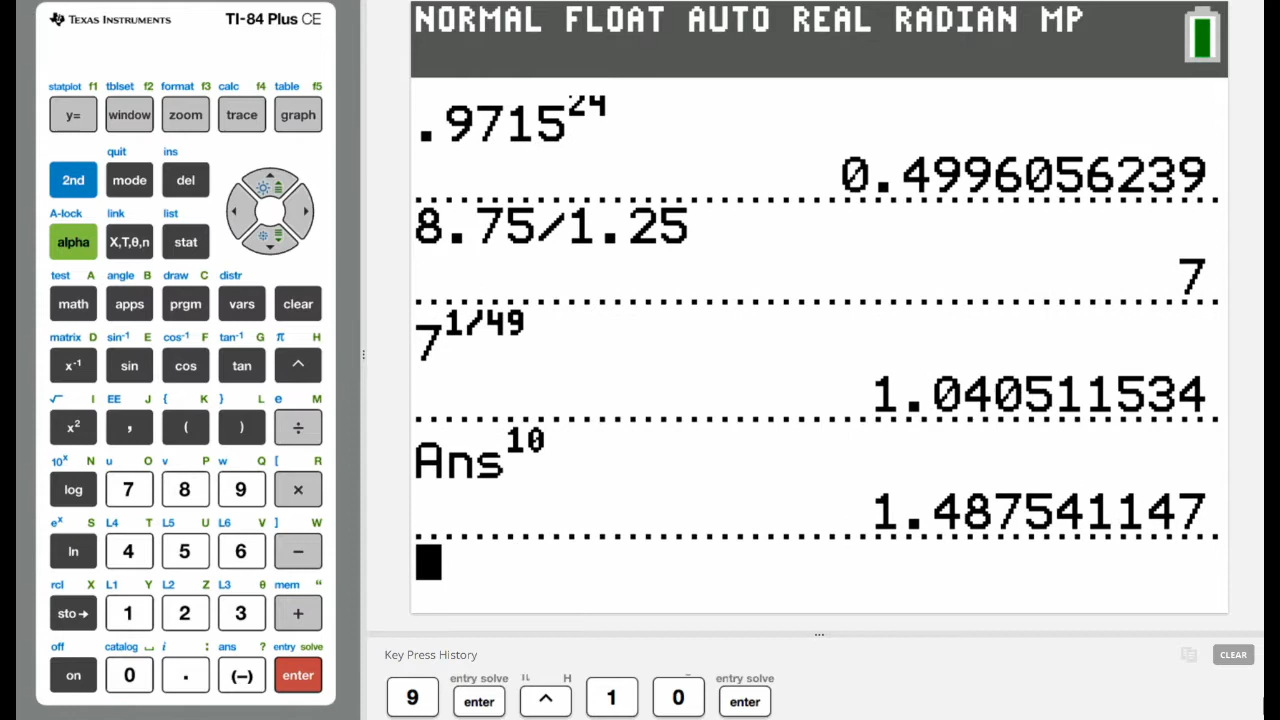 TEXAS INSTRUMENTS TI-84 Plus CE
statplot f1 tblset f2 format f3 calc f4 table f5
y= window zoom trace graph
quit ins
2nd mode del
A-lock link list
alpha X,T,θ,n stat
test A angle B draw C distr
math apps prgm vars clear
matrix D sin⁻¹ E cos⁻¹ F tan⁻¹ G π H
x⁻¹ sin cos tan ^
√ I EE J { K } L e M
x² , ( ) ÷
10ˣ N u O v P w Q [ R
log 7 8 9 ×
eˣ S L4 T L5 U L6 V ] W
ln 4 5 6 −
rcl X L1 Y L2 Z L3 θ mem "
sto→ 1 2 3 +
off catalog ⎵ i : ans ? entry solve
on 0 . (−) enter
NORMAL FLOAT AUTO REAL RADIAN MP
.9715²⁴
0.4996056239
8.75/1.25
7
7^1/49
1.040511534
Ans¹⁰
1.487541147
Key Press History
CLEAR
entry solve π H entry solve
9 enter ^ 1 0 enter